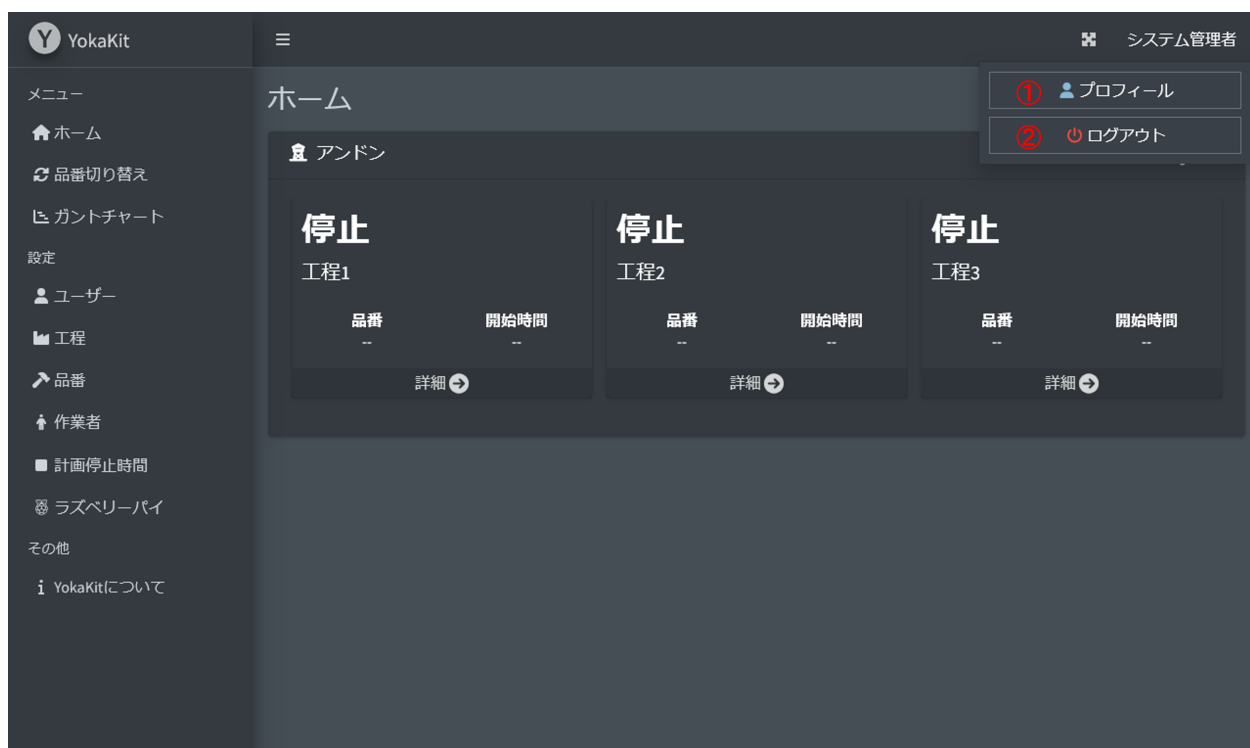 Y YokaKit
システム管理者
① プロフィール
② ログアウト
メニュー
ホーム
品番切り替え
ガントチャート
設定
ユーザー
工程
品番
作業者
計画停止時間
ラズベリーパイ
その他
i YokaKitについて
ホーム
アンドン
停止
工程1
品番 開始時間
-- --
詳細
停止
工程2
品番 開始時間
-- --
詳細
停止
工程3
品番 開始時間
-- --
詳細